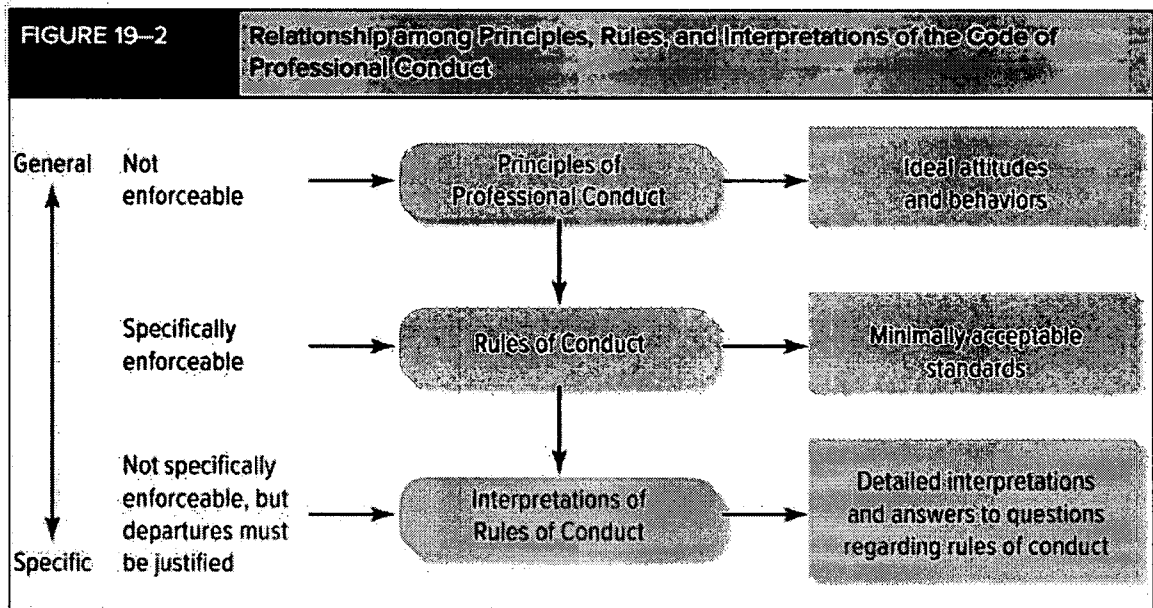 FIGURE 19–2
Relationship among Principles, Rules, and Interpretations of the Code of
Professional Conduct
General
Not
enforceable
Principles of
Professional Conduct
Ideal attitudes
and behaviors
Specifically
enforceable
Rules of Conduct
Minimally acceptable
standards
Not specifically
enforceable, but
departures must
be justified
Specific
Interpretations of
Rules of Conduct
Detailed interpretations
and answers to questions
regarding rules of conduct